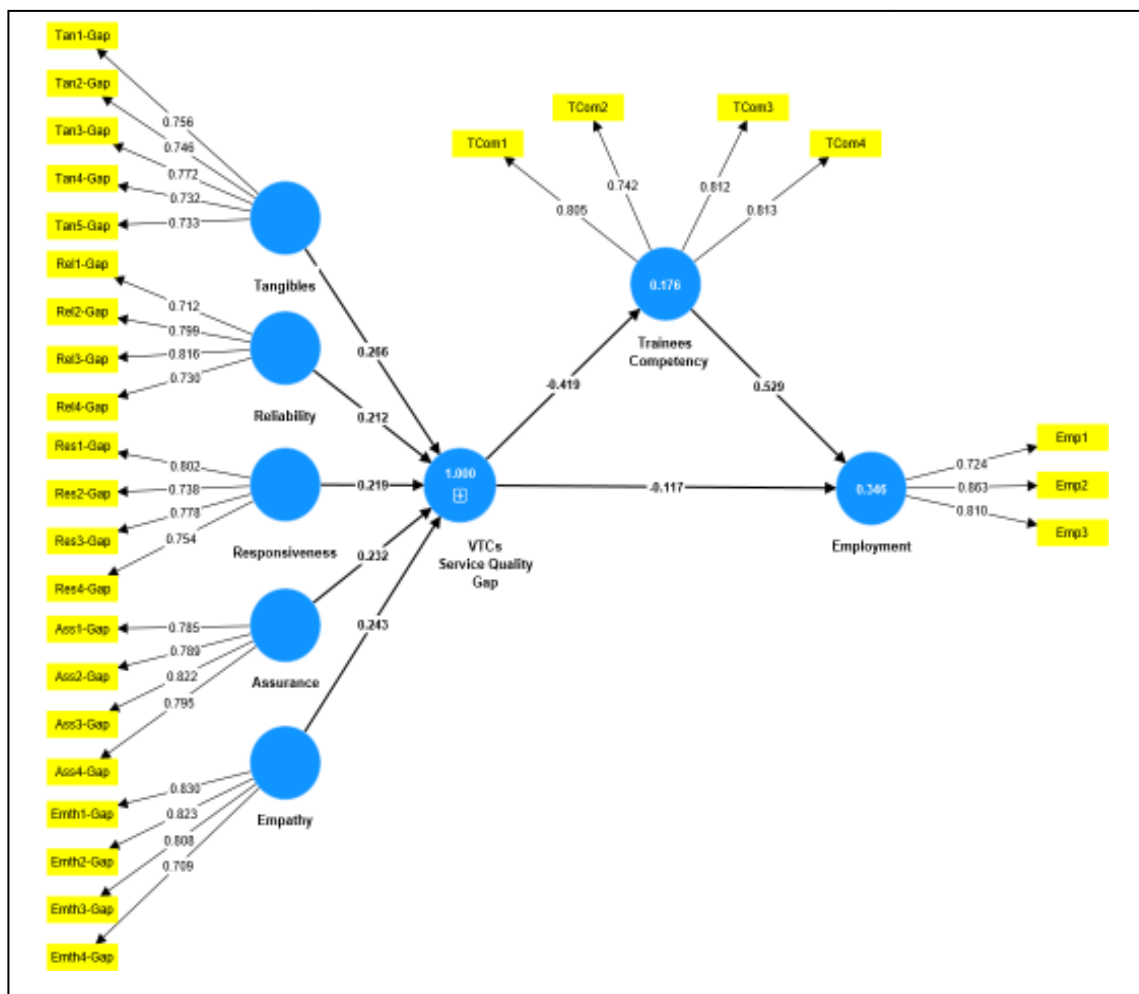 Tan1-Gap
Tan2-Gap
Tan3-Gap
Tan4-Gap
Tan5-Gap
0.756
0.746
0.772
0.732
0.733
Tangibles
Rel1-Gap
Rel2-Gap
Rel3-Gap
Rel4-Gap
0.712
0.799
0.816
0.730
Reliability
Res1-Gap
Res2-Gap
Res3-Gap
Res4-Gap
0.802
0.738
0.778
0.754
Responsiveness
Ass1-Gap
Ass2-Gap
Ass3-Gap
Ass4-Gap
0.785
0.789
0.822
0.795
Assurance
Emth1-Gap
Emth2-Gap
Emth3-Gap
Emth4-Gap
0.830
0.823
0.808
0.709
Empathy
0.266
0.212
0.219
0.232
0.243
1.000
VTCs
Service Quality
Gap
-0.419
-0.117
TCom1
TCom2
TCom3
TCom4
0.805
0.742
0.812
0.813
0.176
Trainees
Competency
0.529
0.346
Employment
0.724
0.863
0.810
Emp1
Emp2
Emp3